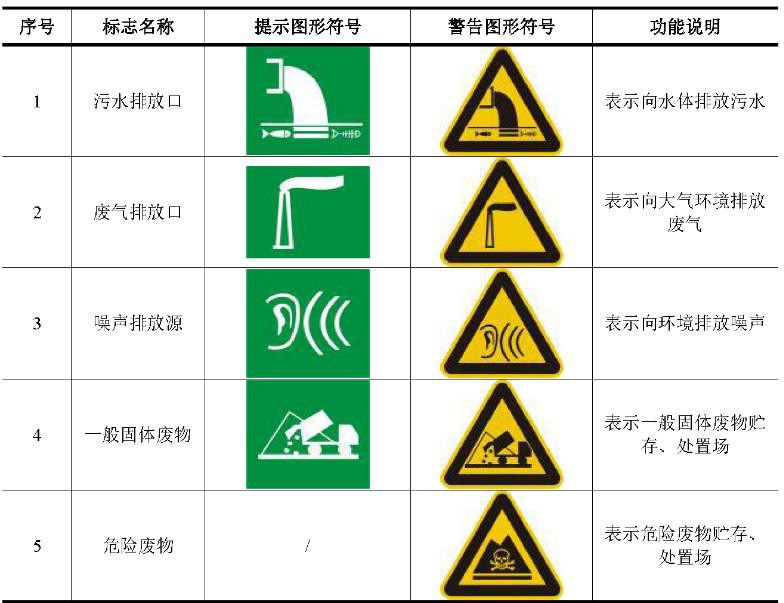 序号 标志名称 提示图形符号 警告图形符号 功能说明
1 污水排放口 表示向水体排放污水
2 废气排放口 表示向大气环境排放
废气
3 噪声排放源 表示向环境排放噪声
4 一般固体废物 表示一般固体废物贮
存、处置场
5 危险废物 / 表示危险废物贮存、
处置场